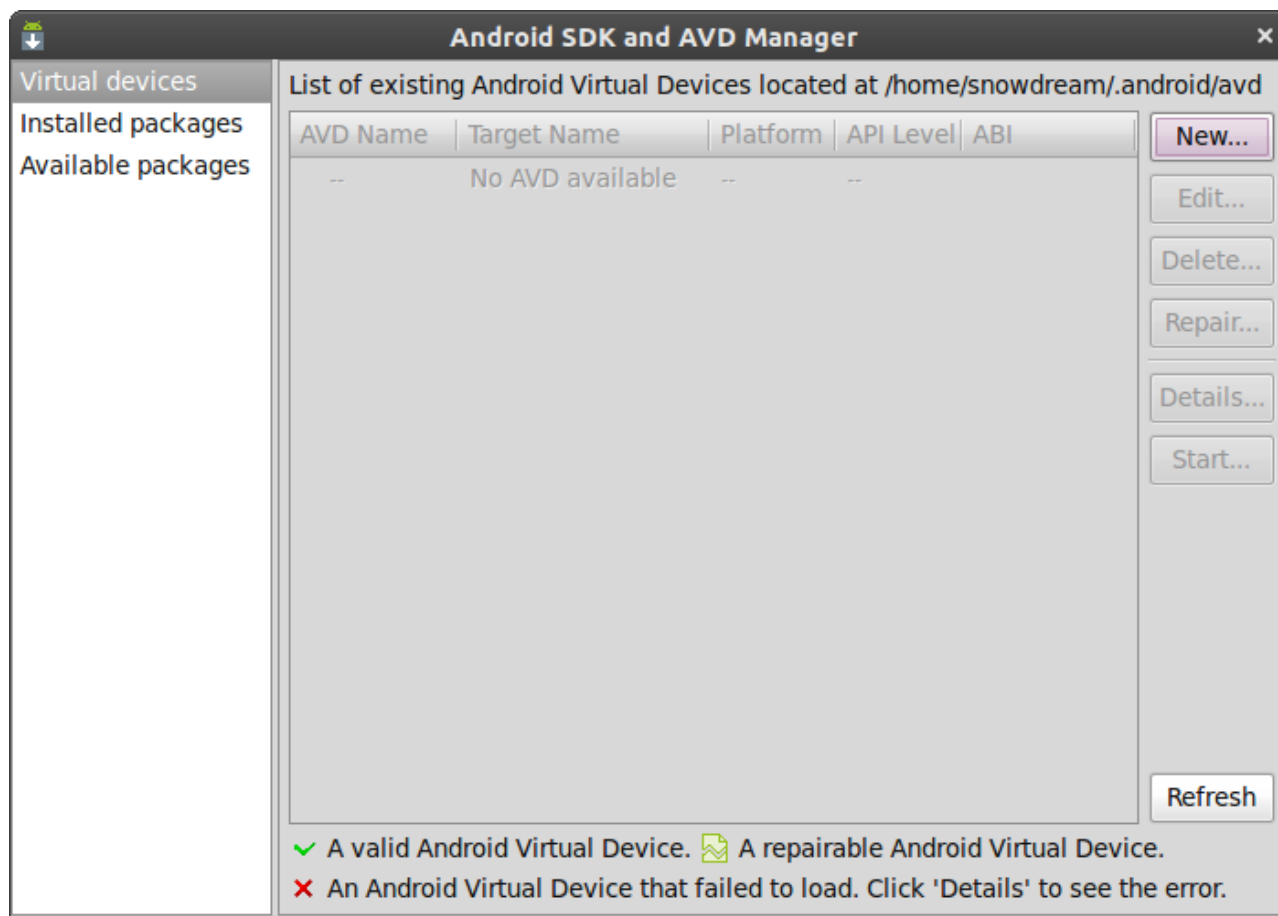 Android SDK and AVD Manager
Virtual devices
Installed packages
Available packages
List of existing Android Virtual Devices located at /home/snowdream/.android/avd
AVD Name Target Name Platform API Level ABI
-- No AVD available -- --
New...
Edit...
Delete...
Repair...
Details...
Start...
Refresh
A valid Android Virtual Device. A repairable Android Virtual Device.
An Android Virtual Device that failed to load. Click 'Details' to see the error.